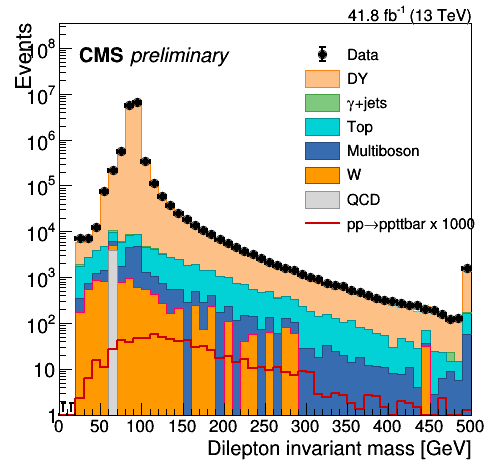 41.8 fb⁻¹ (13 TeV)
Events
CMS preliminary
Data
DY
γ+jets
Top
Multiboson
W
QCD
pp→ppttbar x 1000
10⁸
10⁷
10⁶
10⁵
10⁴
10³
10²
10
1
0 50 100 150 200 250 300 350 400 450 500
Dilepton invariant mass [GeV]